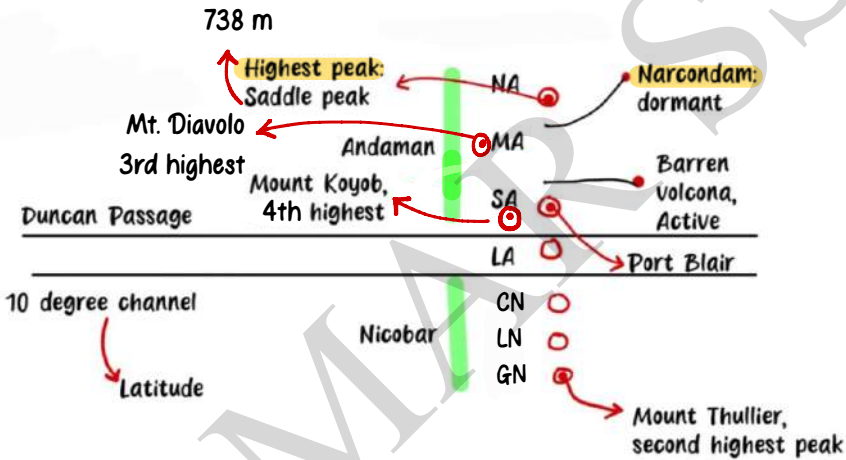 738 m
Highest peak:
Saddle peak
NA
Narcondam:
dormant
Mt. Diavolo
3rd highest
Andaman
MA
Mount Koyob,
4th highest
SA
Barren
volcona,
Active
Duncan Passage
LA
Port Blair
10 degree channel
Latitude
Nicobar
CN
LN
GN
Mount Thullier,
second highest peak
MAR SS